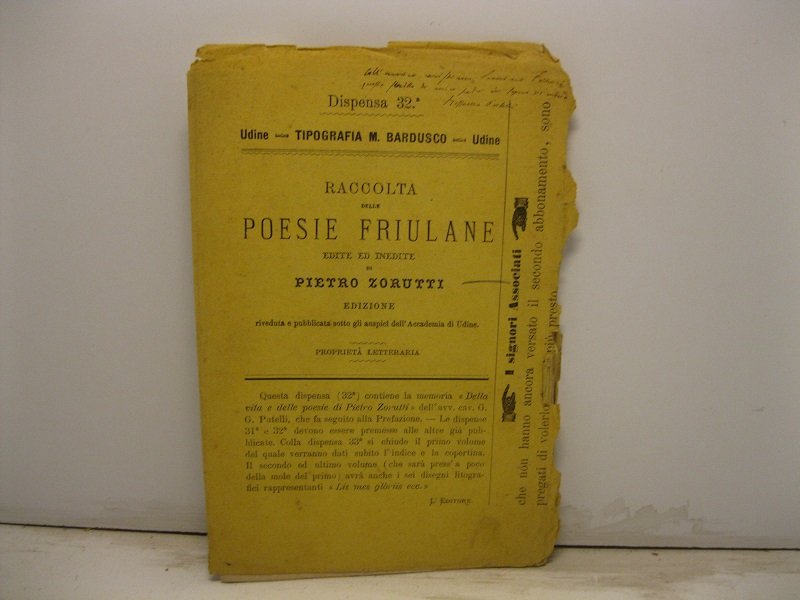 Dispensa 32.ª
Udine TIPOGRAFIA M. BARDUSCO Udine
RACCOLTA
DELLE
POESIE FRIULANE
EDITE ED INEDITE
DI
PIETRO ZORUTTI
EDIZIONE
riveduta e pubblicata sotto gli auspici dell'Accademia di Udine.
PROPRIETÀ LETTERARIA
Questa dispensa (32ª) contiene la memoria «Della
vita e delle poesie di Pietro Zorutti» dell'avv. cav. G.
G. Putelli, che fa seguito alla Prefazione. — Le dispense
31ª e 32ª devono essere premesse alle altre già pub-
blicate. Colla dispensa 33ª si chiude il primo volume
del quale verranno dati subito l'indice e la copertina.
Il secondo ed ultimo volume (che sarà press'a poco
della mole del primo) avrà anche i sei disegni litogra-
fici rappresentanti «Lis mes glòriis ecc.»
L'EDITORE.
I signori Associati
che non hanno ancora versato il secondo abbonamento, sono
pregati di volerlo più presto